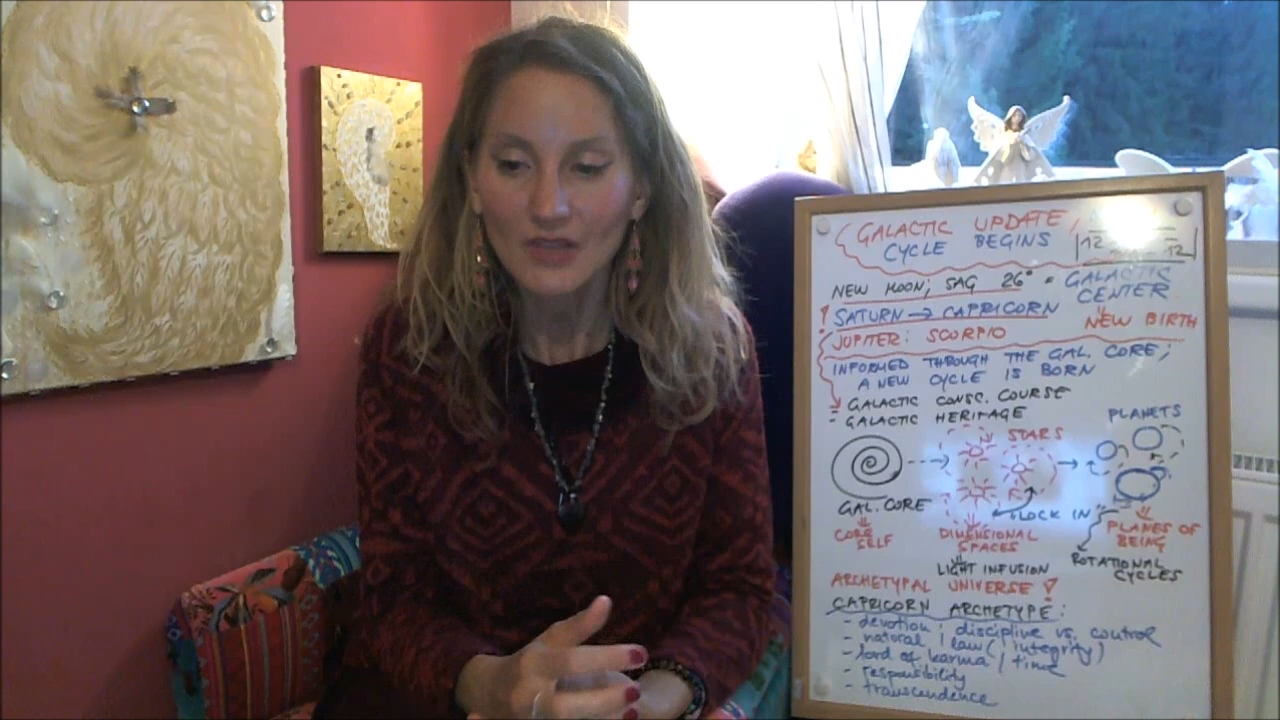 GALACTIC UPDATE,
CYCLE BEGINS
12 12
NEW MOON; SAG 26° = GALACTIC
CENTER
! SATURN → CAPRICORN
NEW BIRTH
JUPITER: SCORPIO
INFORMED THROUGH THE GAL. CORE;
A NEW CYCLE IS BORN
- GALACTIC CONSC. COURSE
- GALACTIC HERITAGE
PLANETS
STARS
GAL. CORE
LOCK IN
CORE
SELF
DIMENSIONAL
SPACES
PLANES OF
BEING
LIGHT INFUSION
ROTATIONAL
CYCLES
ARCHETYPAL UNIVERSE !
CAPRICORN ARCHETYPE:
- devotion / discipline vs. control
- natural / law ( integrity)
- lord of karma / time
- responsibility
- transcendence